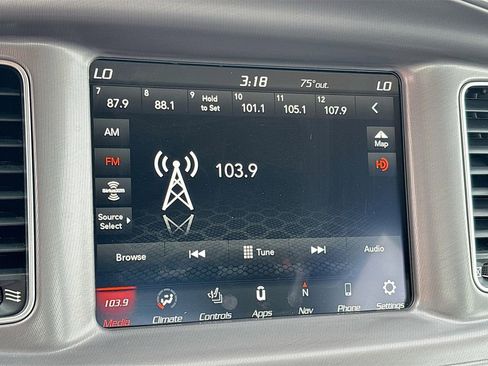 LO 3:18 75°out. LO
7 8 9 10 11 12
87.9 88.1 Hold to Set 101.1 105.1 107.9
AM
Map
FM
HD
103.9
SiriusXM
Source
Select
Browse Tune Audio
103.9 N
Media Climate Controls Apps Nav Phone Settings